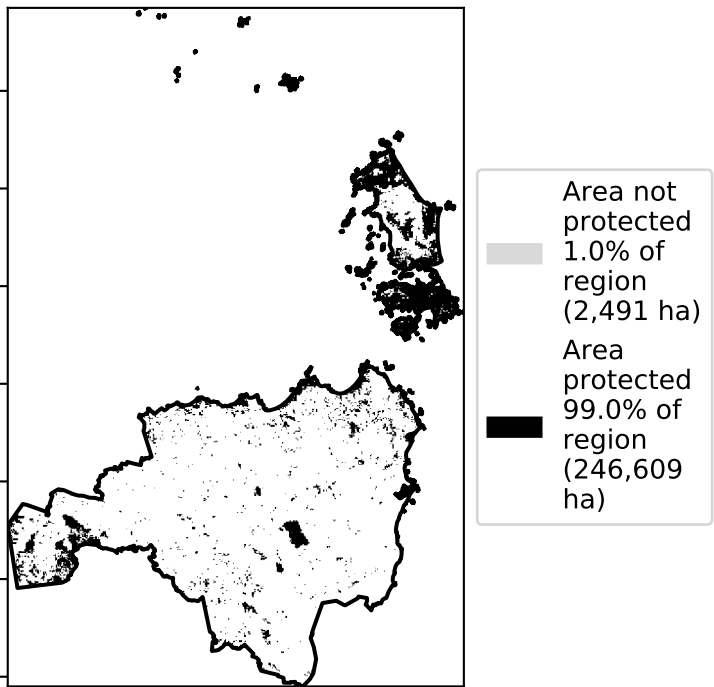 Area not
protected
1.0% of
region
(2,491 ha)
Area
protected
99.0% of
region
(246,609
ha)